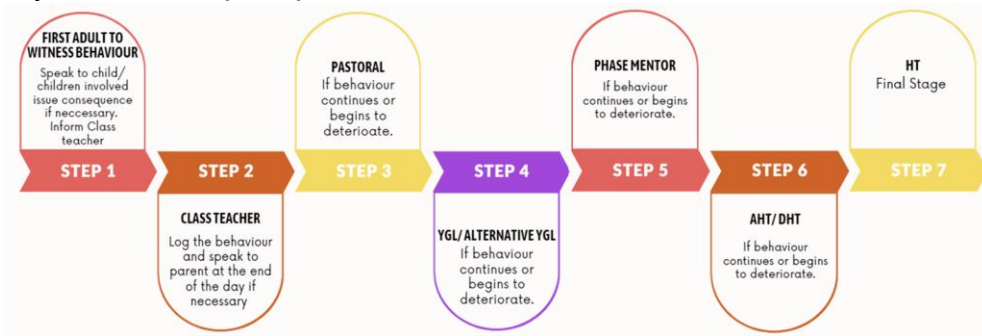 FIRST ADULT TO
WITNESS BEHAVIOUR
Speak to child/
children involved
issue consequence
if neccessary.
Inform Class
teacher
STEP 1
STEP 2
CLASS TEACHER
Log the behaviour
and speak to
parent at the end
of the day if
necessary
PASTORAL
If behaviour
continues or
begins to
deterioate.
STEP 3
STEP 4
YGL/ ALTERNATIVE YGL
If behaviour
continues or
begins to
deteriorate.
PHASE MENTOR
If behaviour
continues or begins
to deteriorate.
STEP 5
STEP 6
AHT/ DHT
If behaviour
continues or begins
to deteriorate.
HT
Final Stage
STEP 7